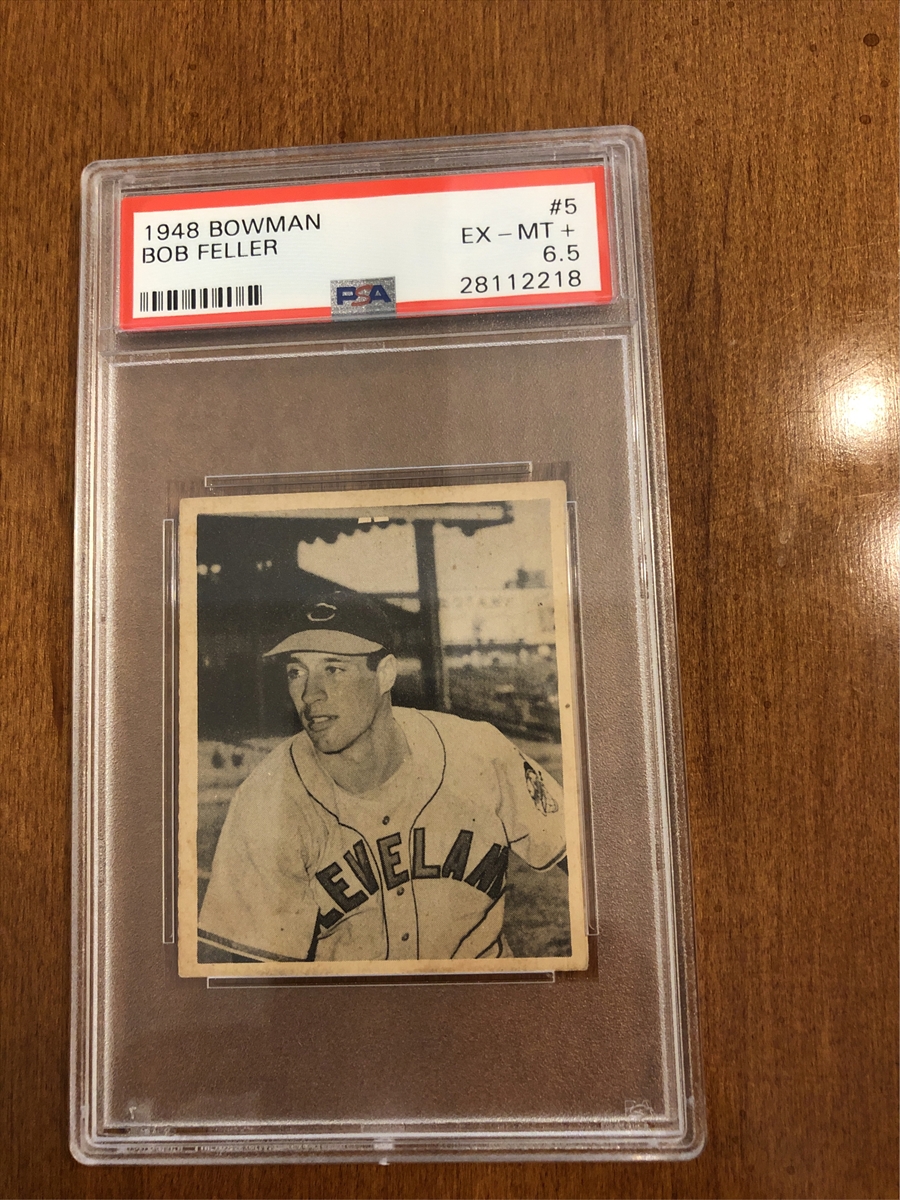 1948 BOWMAN
BOB FELLER
#5
EX - MT +
6.5
28112218
PSA
C
LEVELAN